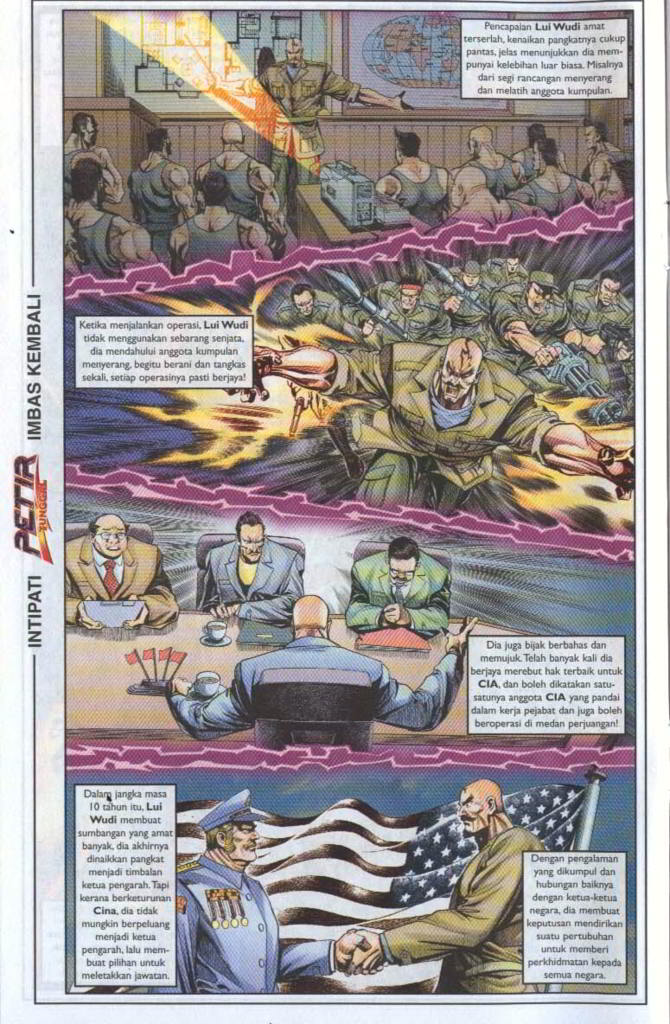 Pencapaian Lui Wudi amat
terserlah, kenaikan pangkatnya cukup
pantas, jelas menunjukkan dia mem-
punyai kelebihan luar biasa. Misalnya
dari segi rancangan menyerang
dan melatih anggota kumpulan.
Ketika menjalankan operasi, Lui Wudi
tidak menggunakan sebarang senjata,
dia mendahului anggota kumpulan
menyerang, begitu berani dan tangkas
sekali, setiap operasinya pasti berjaya!
Dia juga bijak berbahas dan
memujuk. Telah banyak kali dia
berjaya merebut hak terbaik untuk
CIA, dan boleh dikatakan satu-
satunya anggota CIA yang pandai
dalam kerja pejabat dan juga boleh
beroperasi di medan perjuangan!
Dalam jangka masa
10 tahun itu, Lui
Wudi membuat
sumbangan yang amat
banyak, dia akhirnya
dinaikkan pangkat
menjadi timbalan
ketua pengarah. Tapi
kerana berketurunan
Cina, dia tidak
mungkin berpeluang
menjadi ketua
pengarah, lalu mem-
buat pilihan untuk
meletakkan jawatan.
Dengan pengalaman
yang dikumpul dan
hubungan baiknya
dengan ketua-ketua
negara, dia membuat
keputusan mendirikan
suatu pertubuhan
untuk memberi
perkhidmatan kepada
semua negara.
INTIPATI PETIR TUNGGAL IMBAS KEMBALI